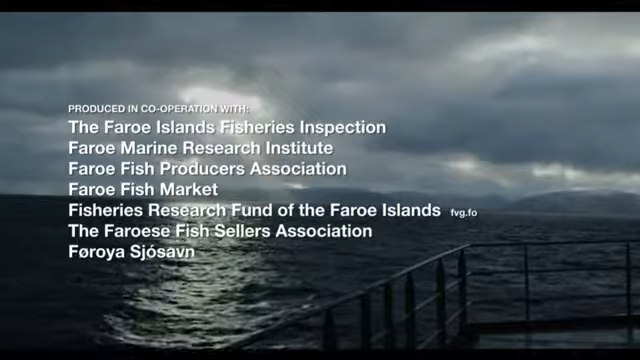 PRODUCED IN CO-OPERATION WITH:
The Faroe Islands Fisheries Inspection
Faroe Marine Research Institute
Faroe Fish Producers Association
Faroe Fish Market
Fisheries Research Fund of the Faroe Islands fvg.fo
The Faroese Fish Sellers Association
Føroya Sjósavn